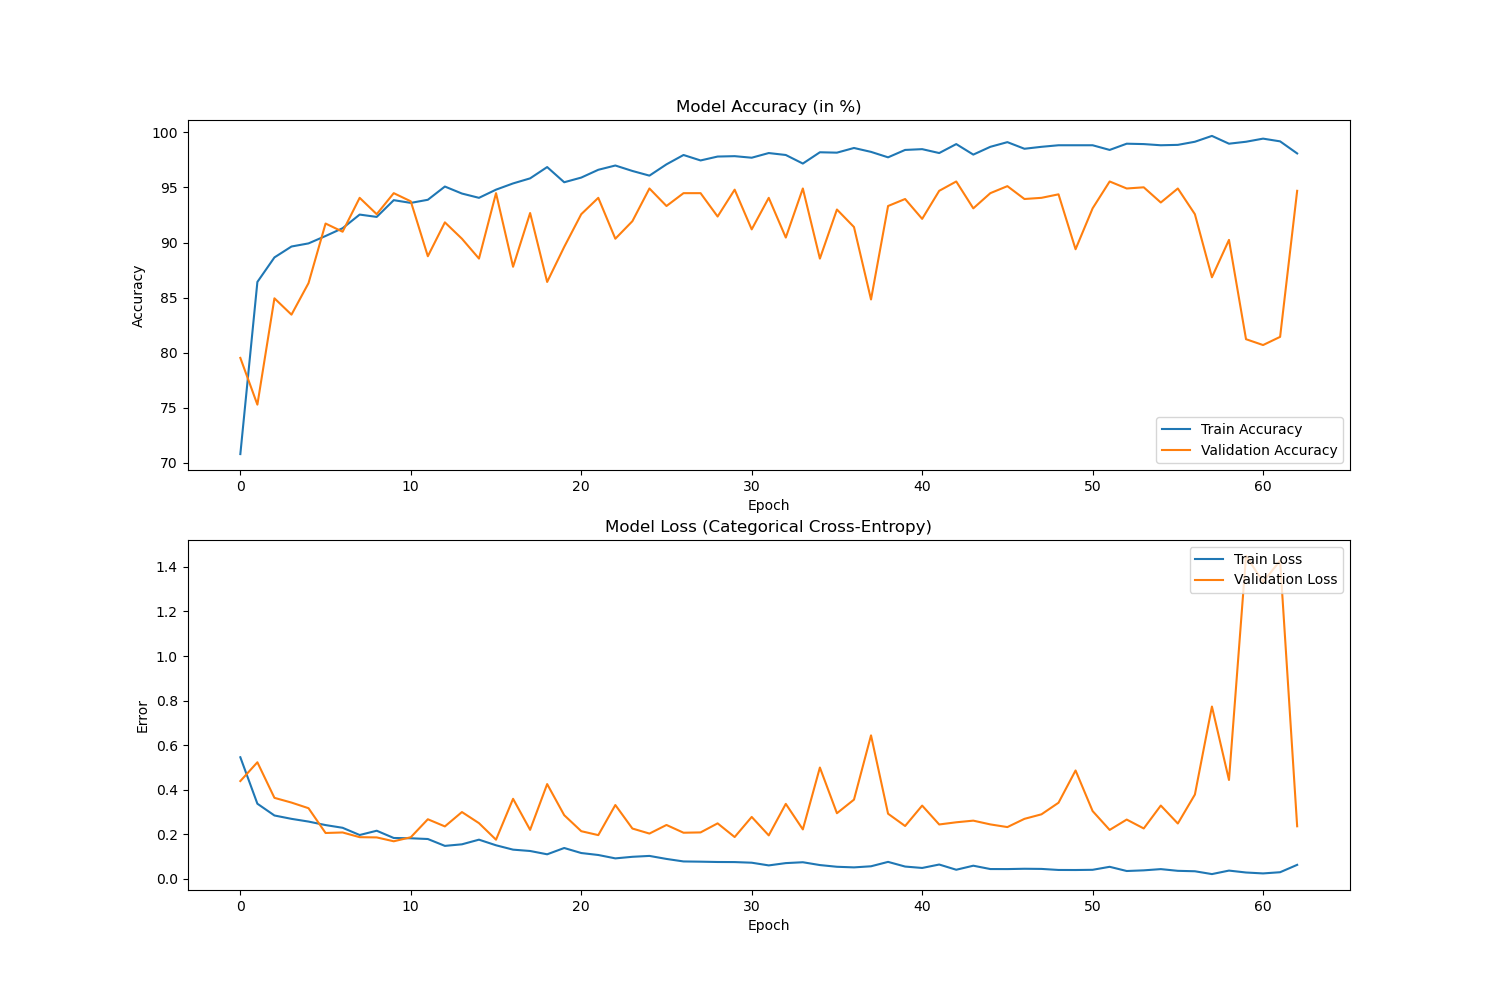 Model Accuracy (in %)
100
95
90
85
80
75
70
Accuracy
Train Accuracy
Validation Accuracy
0 10 20 30 40 50 60
Epoch
Model Loss (Categorical Cross-Entropy)
1.4
1.2
1.0
0.8
0.6
0.4
0.2
0.0
Error
Train Loss
Validation Loss
0 10 20 30 40 50 60
Epoch